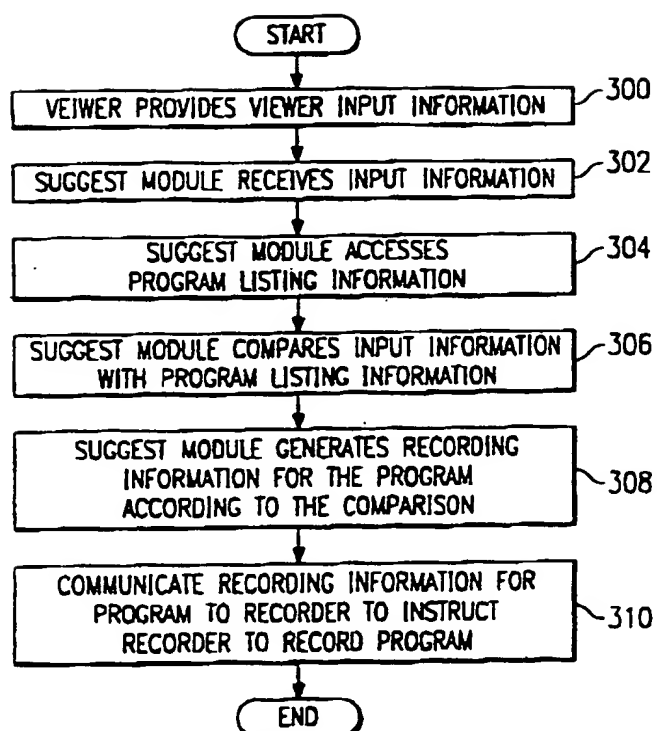 START
VEIWER PROVIDES VIEWER INPUT INFORMATION
300
SUGGEST MODULE RECEIVES INPUT INFORMATION
302
SUGGEST MODULE ACCESSES
PROGRAM LISTING INFORMATION
304
SUGGEST MODULE COMPARES INPUT INFORMATION
WITH PROGRAM LISTING INFORMATION
306
SUGGEST MODULE GENERATES RECORDING
INFORMATION FOR THE PROGRAM
ACCORDING TO THE COMPARISON
308
COMMUNICATE RECORDING INFORMATION FOR
PROGRAM TO RECORDER TO INSTRUCT
RECORDER TO RECORD PROGRAM
310
END